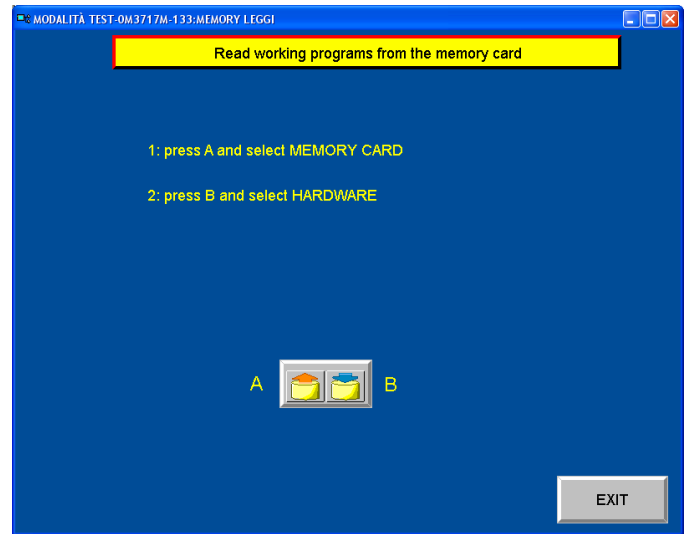 MODALITÀ TEST-0M3717M-133:MEMORY LEGGI
Read working programs from the memory card
1: press A and select MEMORY CARD
2: press B and select HARDWARE
A B
EXIT